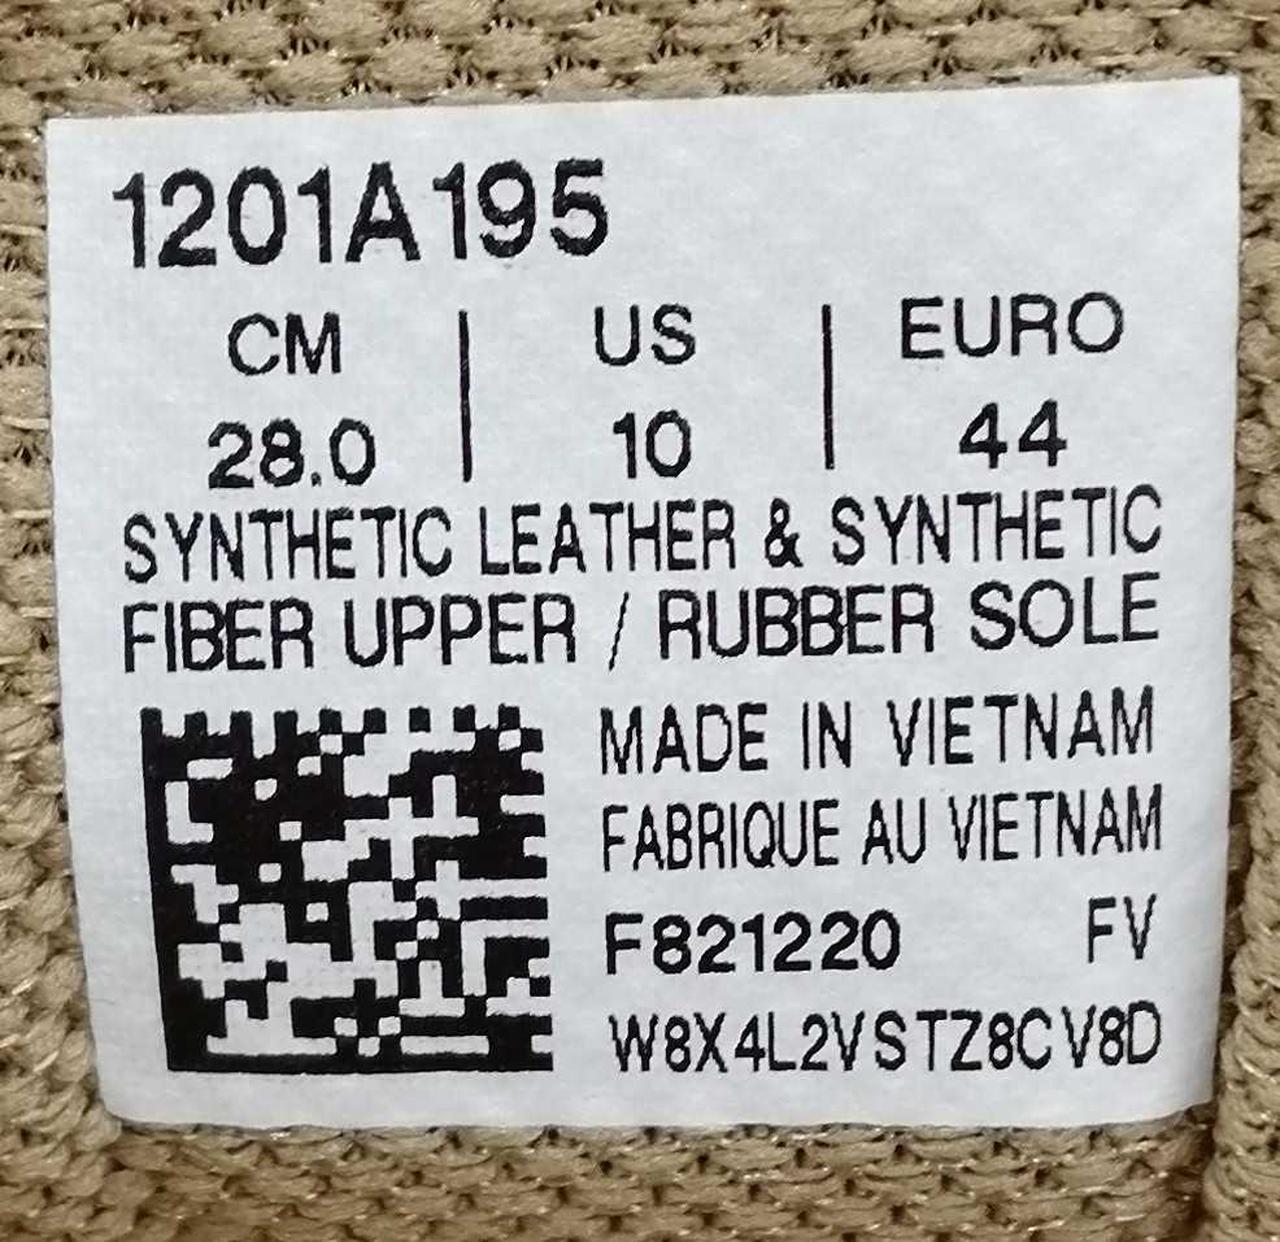 1201A195
CM | US | EURO
28.0 | 10 | 44
SYNTHETIC LEATHER & SYNTHETIC
FIBER UPPER / RUBBER SOLE
MADE IN VIETNAM
FABRIQUE AU VIETNAM
F821220 FV
W8X4L2VSTZ8CV8D